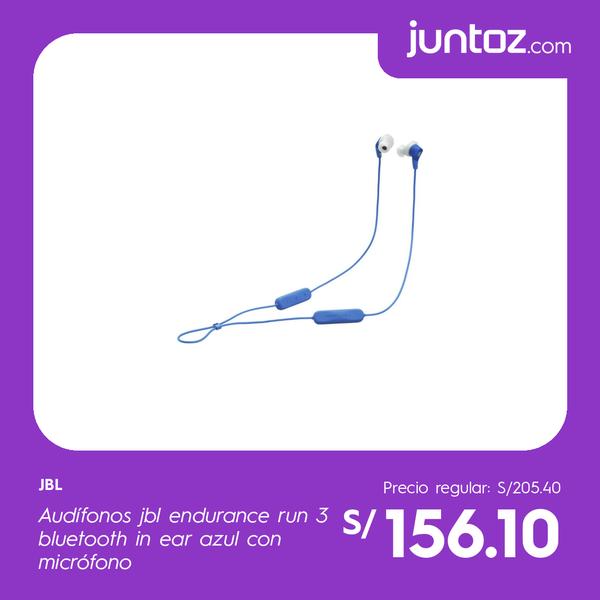 juntoz.com
JBL
Audífonos jbl endurance run 3
bluetooth in ear azul con
micrófono
Precio regular: S/205.40
S/156.10